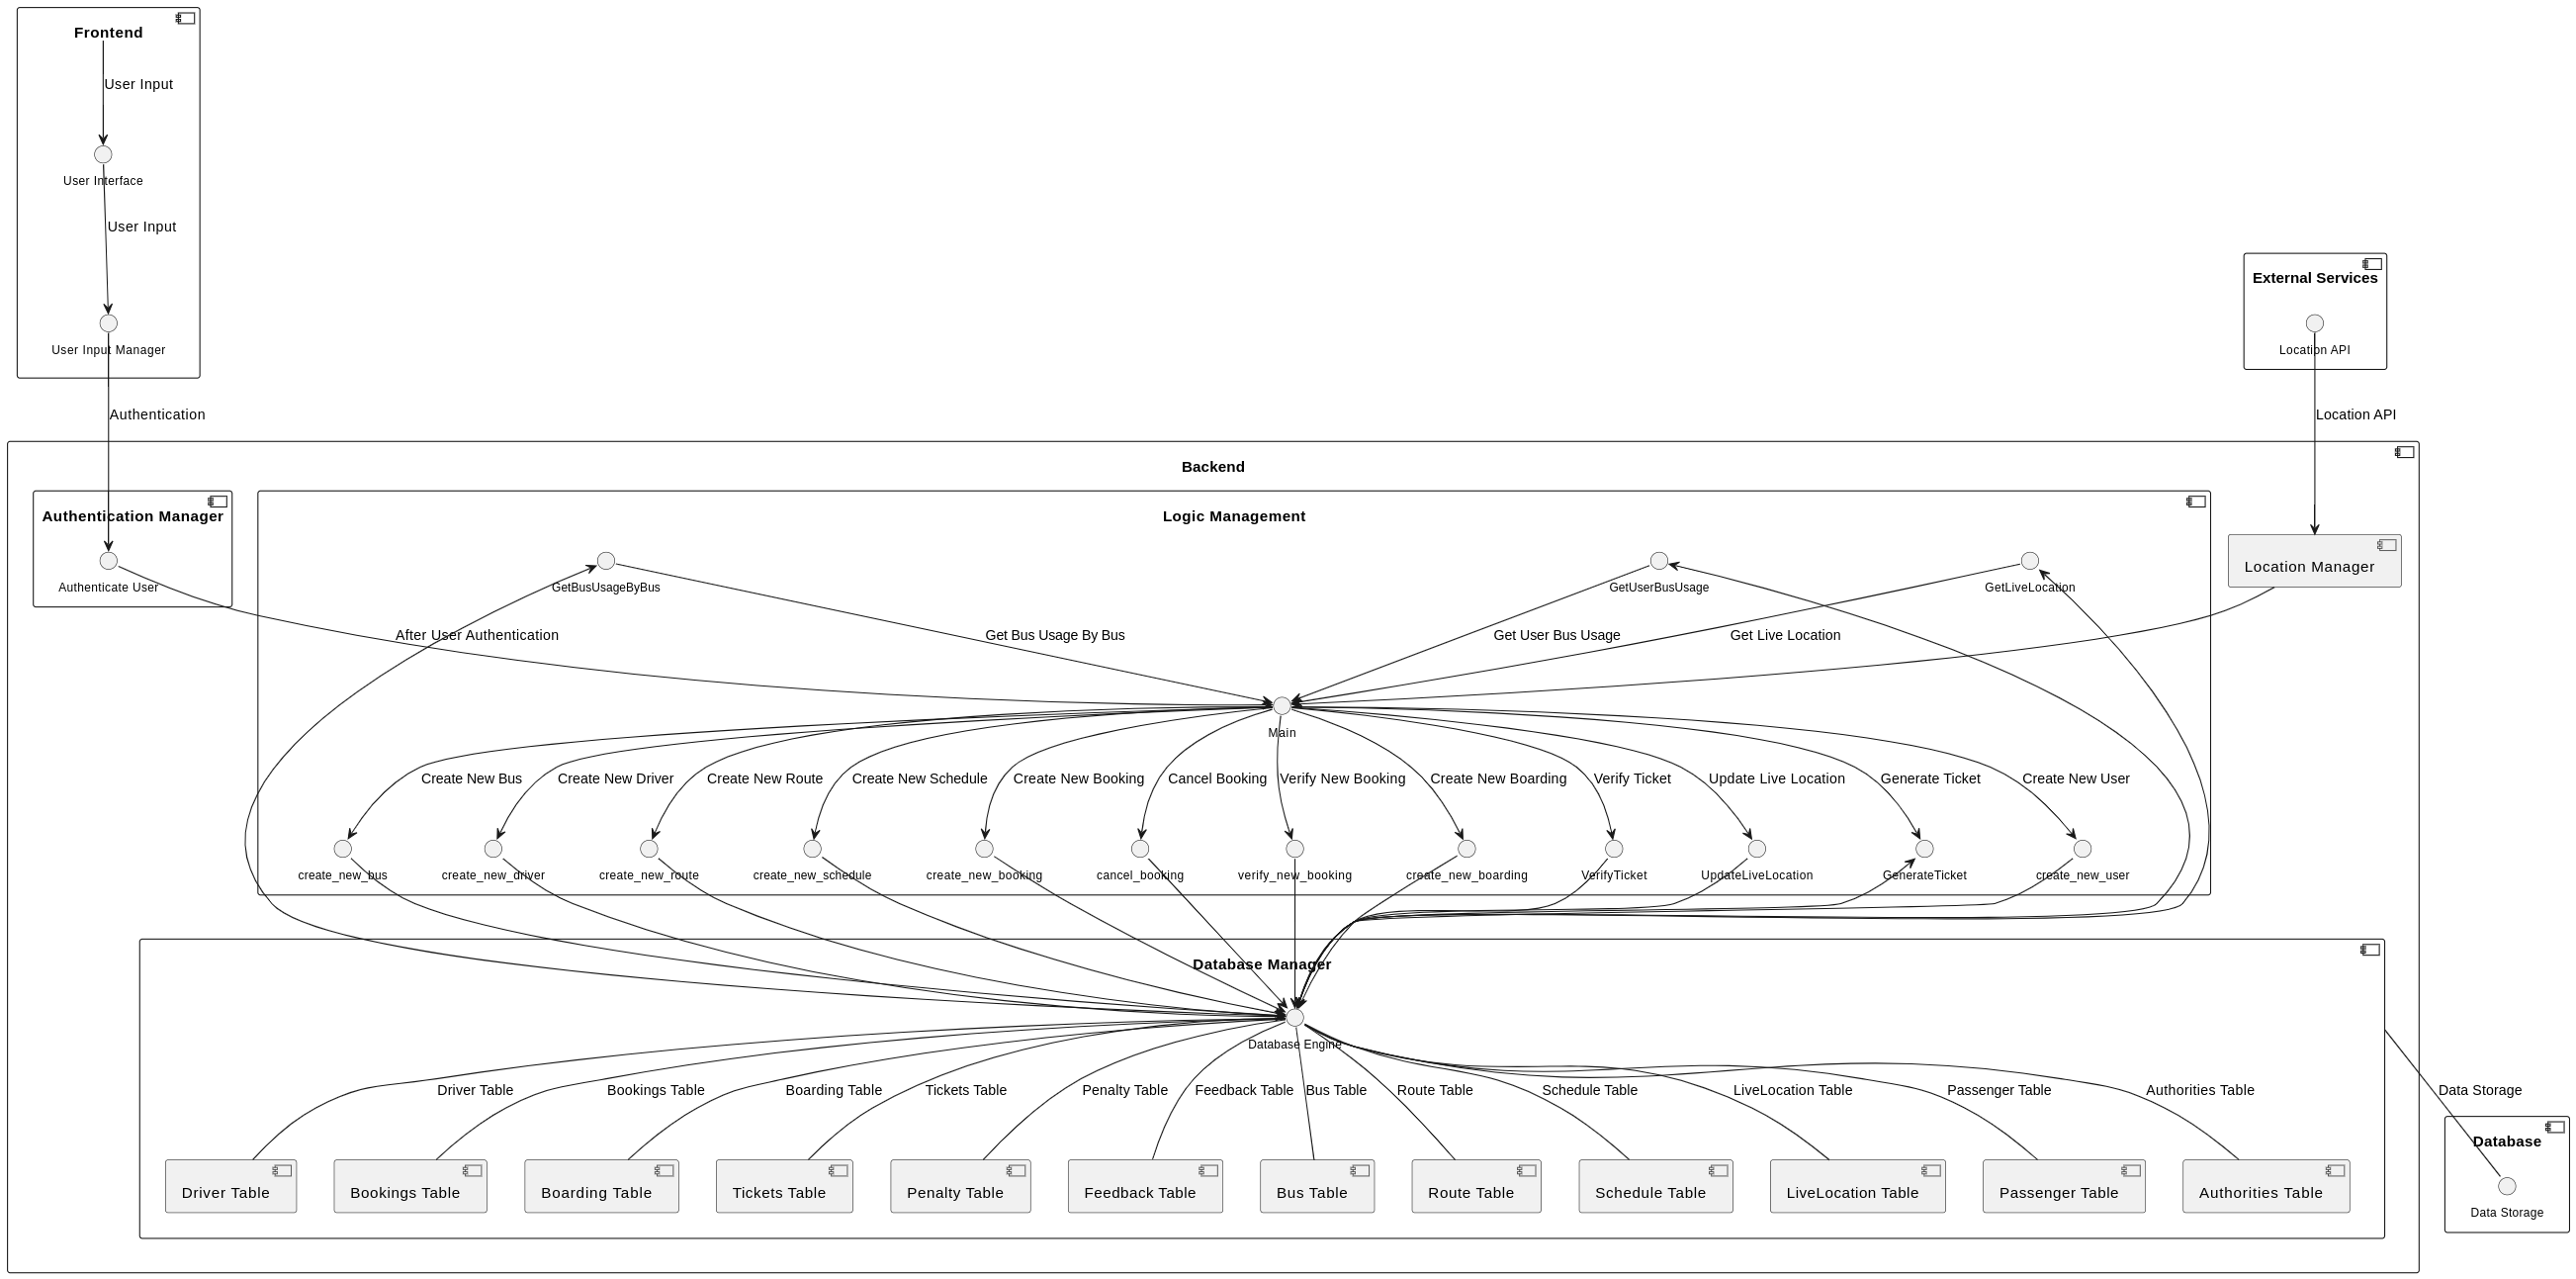 Frontend
User Input
User Interface
User Input
External Services
User Input Manager
Location API
Authentication
Location API
Backend
Authentication Manager
Logic Management
Authenticate User
GetBusUsageByBus
GetUserBusUsage
GetLiveLocation
Location Manager
After User Authentication
Get Bus Usage By Bus
Get User Bus Usage
Get Live Location
Main
Create New Bus
Create New Driver
Create New Route
Create New Schedule
Create New Booking
Cancel Booking
Verify New Booking
Create New Boarding
Verify Ticket
Update Live Location
Generate Ticket
Create New User
create_new_bus
create_new_driver
create_new_route
create_new_schedule
create_new_booking
cancel_booking
verify_new_booking
create_new_boarding
VerifyTicket
UpdateLiveLocation
GenerateTicket
create_new_user
Database Manager
Database Engine
Driver Table
Bookings Table
Boarding Table
Tickets Table
Penalty Table
Feedback Table
Bus Table
Route Table
Schedule Table
LiveLocation Table
Passenger Table
Authorities Table
Data Storage
Database
Driver Table
Bookings Table
Boarding Table
Tickets Table
Penalty Table
Feedback Table
Bus Table
Route Table
Schedule Table
LiveLocation Table
Passenger Table
Authorities Table
Data Storage